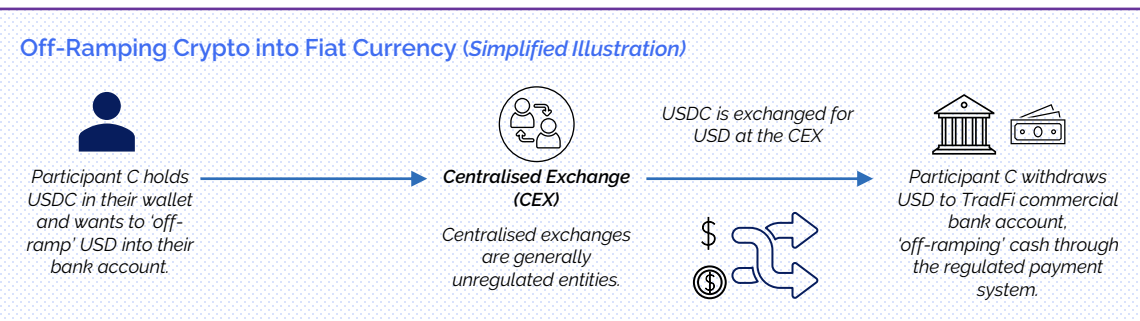 Off-Ramping Crypto into Fiat Currency (Simplified Illustration)
Participant C holds
USDC in their wallet
and wants to ‘off-
ramp’ USD into their
bank account.
Centralised Exchange
(CEX)
Centralised exchanges
are generally
unregulated entities.
USDC is exchanged for
USD at the CEX
$
$
Participant C withdraws
USD to TradFi commercial
bank account,
‘off-ramping’ cash through
the regulated payment
system.